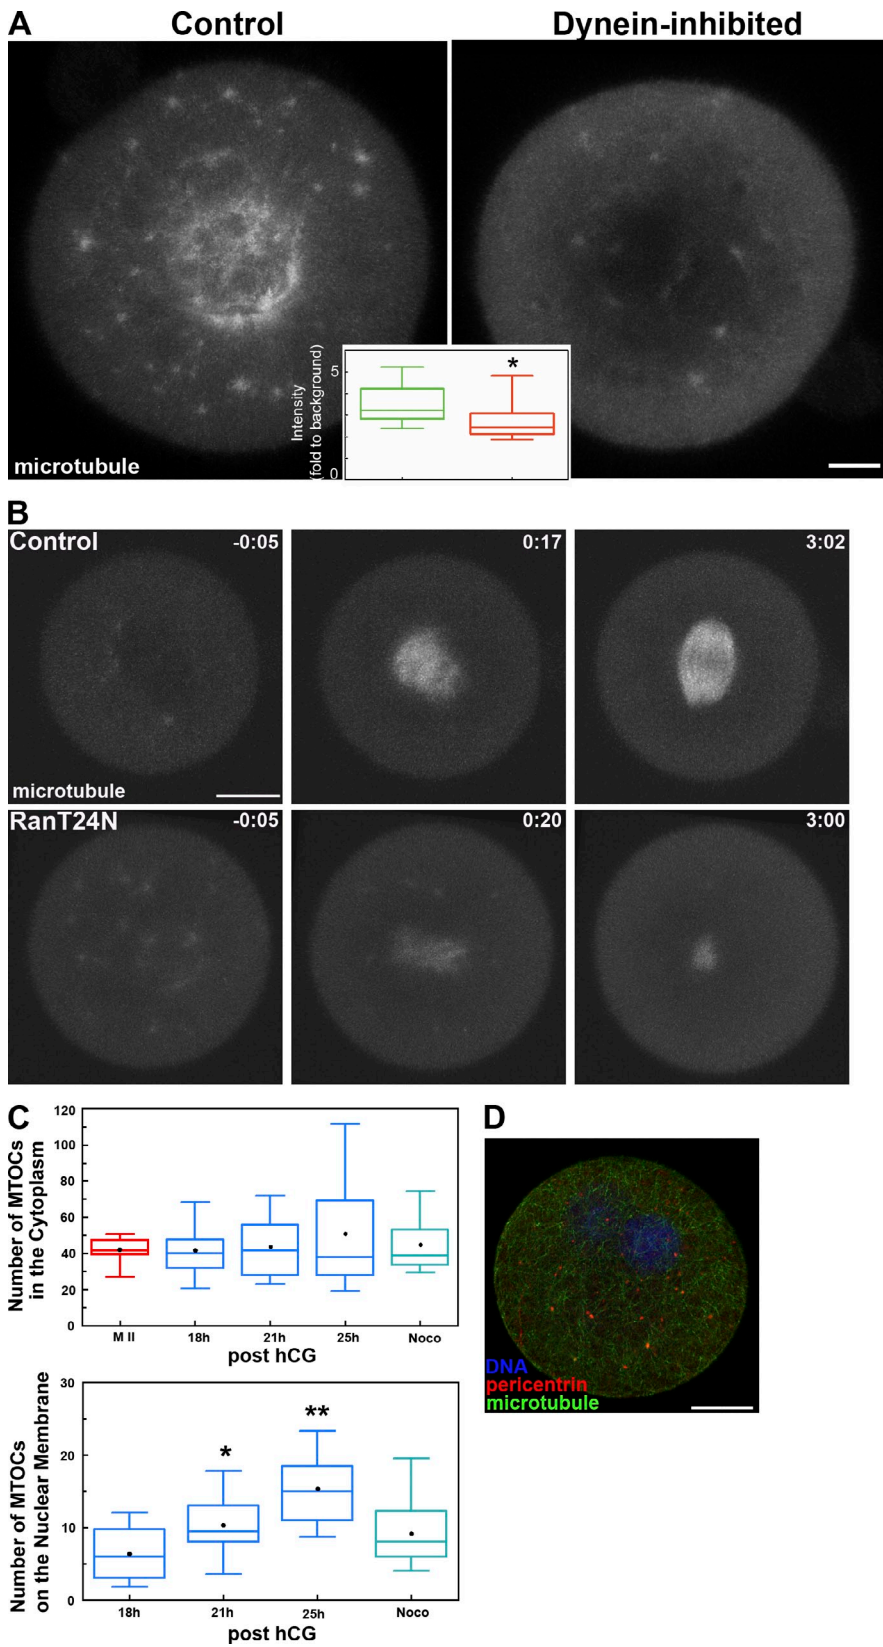 A
Control
Dynein-inhibited
microtubule
Intensity
(fold to background)
5
0
*
B
Control
-0:05
0:17
3:02
microtubule
RanT24N
-0:05
0:20
3:00
C
Number of MTOCs
in the Cytoplasm
120
100
80
60
40
20
0
M II
18h
21h
25h
Noco
post hCG
D
DNA
pericentrin
microtubule
Number of MTOCs
on the Nuclear Membrane
30
20
10
0
*
**
18h
21h
25h
Noco
post hCG